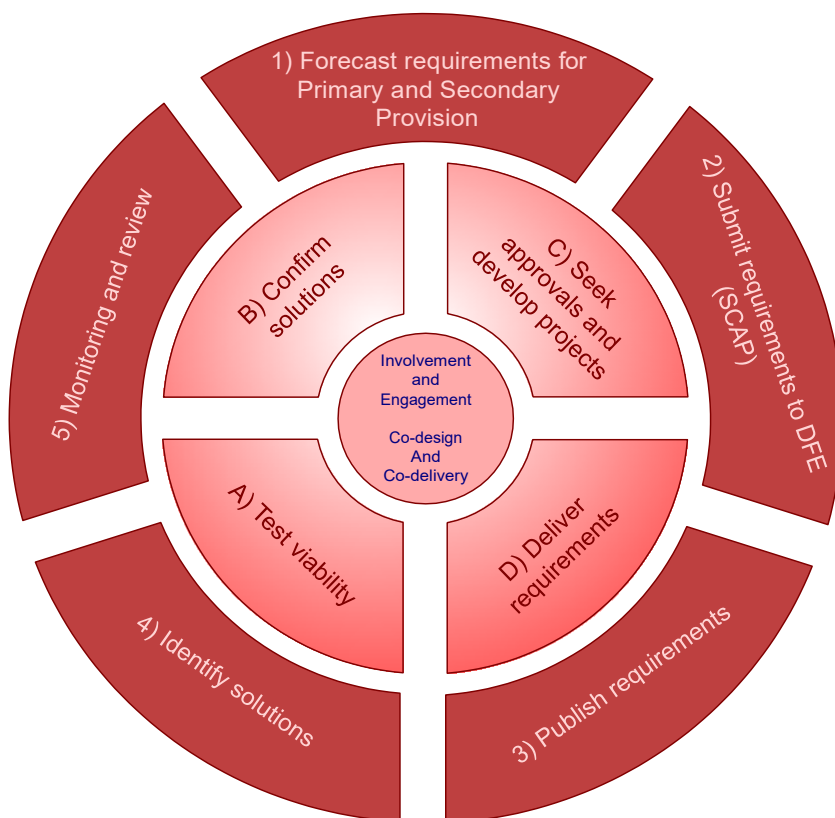 1) Forecast requirements for
Primary and Secondary
Provision
2) Submit requirements to DFE
(SCAP)
3) Publish requirements
4) Identify solutions
5) Monitoring and review
A) Test viability
B) Confirm
solutions
C) Seek
approvals and
develop projects
D) Deliver
requirements
Involvement
and
Engagement
Co-design
And
Co-delivery